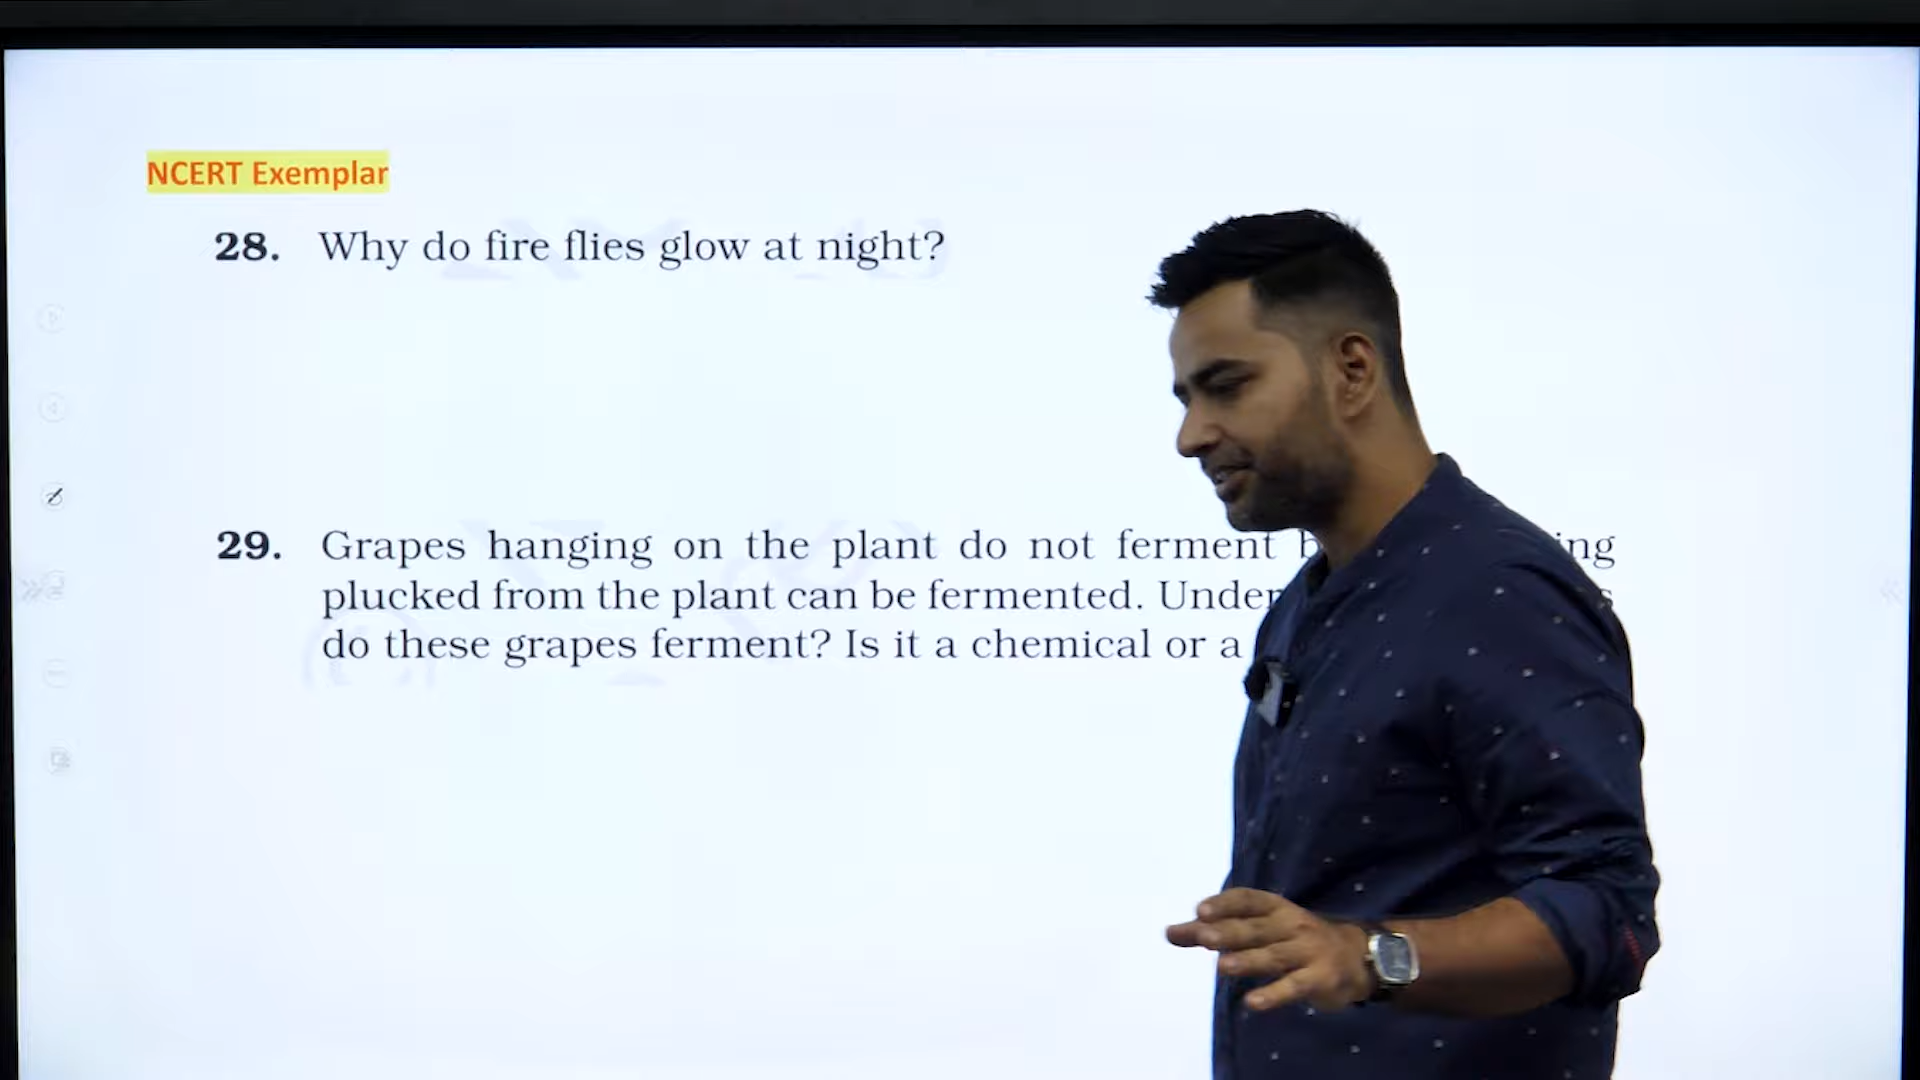 NCERT Exemplar
28. Why do fire flies glow at night?
29. Grapes hanging on the plant do not ferment
plucked from the plant can be fermented. Under
do these grapes ferment? Is it a chemical or a